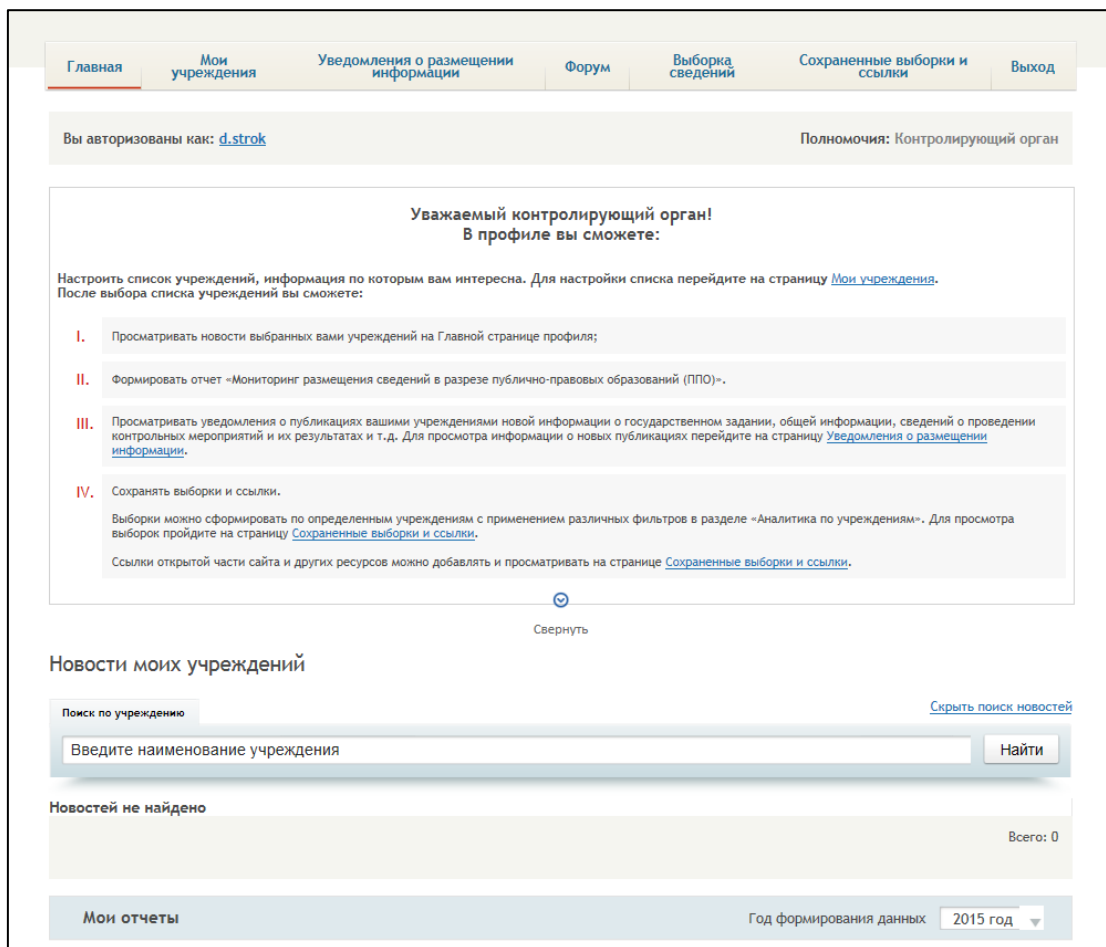 Главная
Мои учреждения
Уведомления о размещении информации
Форум
Выборка сведений
Сохраненные выборки и ссылки
Выход
Вы авторизованы как: d.strok
Полномочия: Контролирующий орган
Уважаемый контролирующий орган!
В профиле вы сможете:
Настроить список учреждений, информация по которым вам интересна. Для настройки списка перейдите на страницу Мои учреждения.
После выбора списка учреждений вы сможете:
I. Просматривать новости выбранных вами учреждений на Главной странице профиля;
II. Формировать отчет «Мониторинг размещения сведений в разрезе публично-правовых образований (ППО)».
III. Просматривать уведомления о публикациях вашими учреждениями новой информации о государственном задании, общей информации, сведений о проведении
контрольных мероприятий и их результатах и т.д. Для просмотра информации о новых публикациях перейдите на страницу Уведомления о размещении
информации.
IV. Сохранять выборки и ссылки.
Выборки можно сформировать по определенным учреждениям с применением различных фильтров в разделе «Аналитика по учреждениям». Для просмотра
выборок пройдите на страницу Сохраненные выборки и ссылки.
Ссылки открытой части сайта и других ресурсов можно добавлять и просматривать на странице Сохраненные выборки и ссылки.
Свернуть
Новости моих учреждений
Поиск по учреждению
Скрыть поиск новостей
Введите наименование учреждения
Найти
Новостей не найдено
Всего: 0
Мои отчеты
Год формирования данных 2015 год